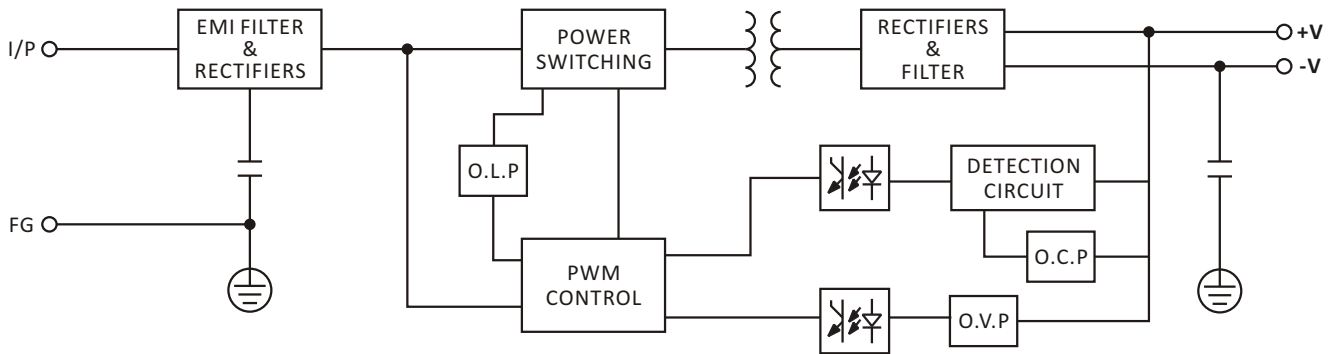 I/P
EMI FILTER
&
RECTIFIERS
POWER
SWITCHING
RECTIFIERS
&
FILTER
+V
-V
O.L.P
DETECTION
CIRCUIT
FG
O.C.P
PWM
CONTROL
O.V.P